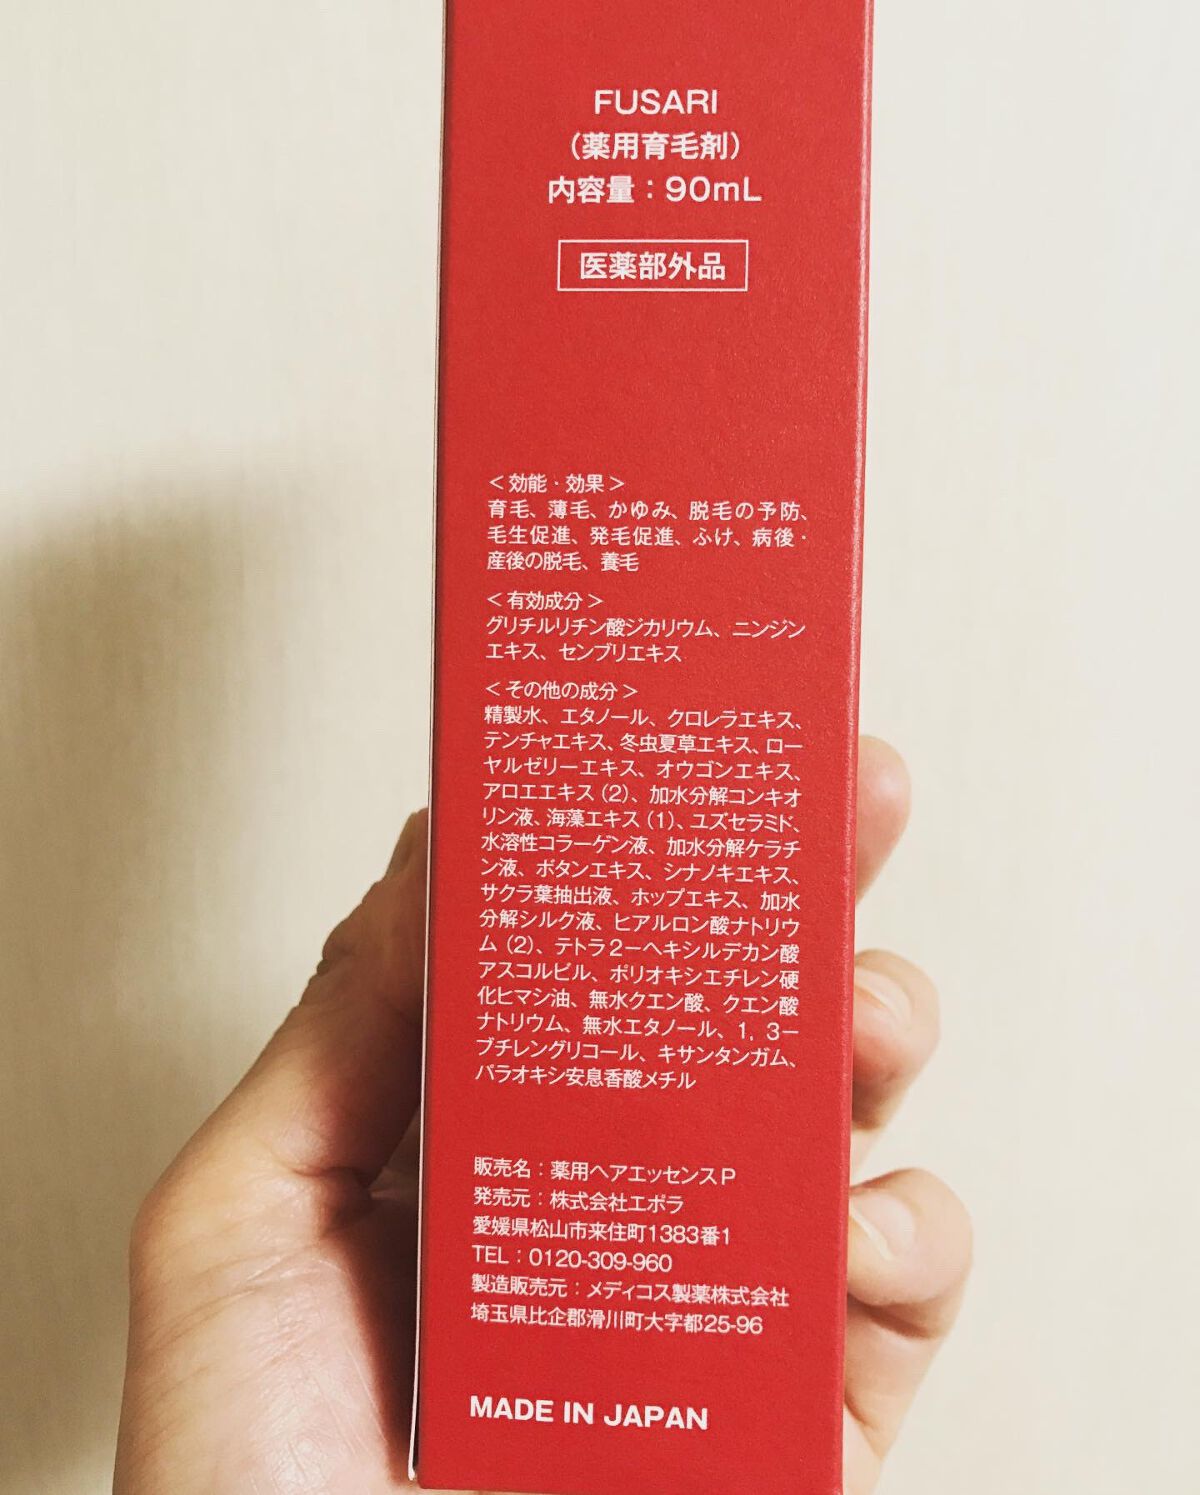 FUSARI
(薬用育毛剤)
内容量：90mL
医薬部外品
＜効能・効果＞
育毛、薄毛、かゆみ、脱毛の予防、
毛生促進、発毛促進、ふけ、病後・
産後の脱毛、養毛
＜有効成分＞
グリチルリチン酸ジカリウム、ニンジン
エキス、センブリエキス
＜その他の成分＞
精製水、エタノール、クロレラエキス、
テンチャエキス、冬虫夏草エキス、ロー
ヤルゼリーエキス、オウゴンエキス、
アロエエキス(2)、加水分解コンキオ
リン液、海藻エキス(1)、ユズセラミド、
水溶性コラーゲン液、加水分解ケラチ
ン液、ボタンエキス、シナノキエキス、
サクラ葉抽出液、ホップエキス、加水
分解シルク液、ヒアルロン酸ナトリウ
ム(2)、テトラ2−ヘキシルデカン酸
アスコルビル、ポリオキシエチレン硬
化ヒマシ油、無水クエン酸、クエン酸
ナトリウム、無水エタノール、1, 3−
ブチレングリコール、キサンタンガム、
パラオキシ安息香酸メチル
販売名：薬用ヘアエッセンスP
発売元：株式会社エポラ
愛媛県松山市来住町1383番1
TEL：0120-309-960
製造販売元：メディコス製薬株式会社
埼玉県比企郡滑川町大字都25-96
MADE IN JAPAN